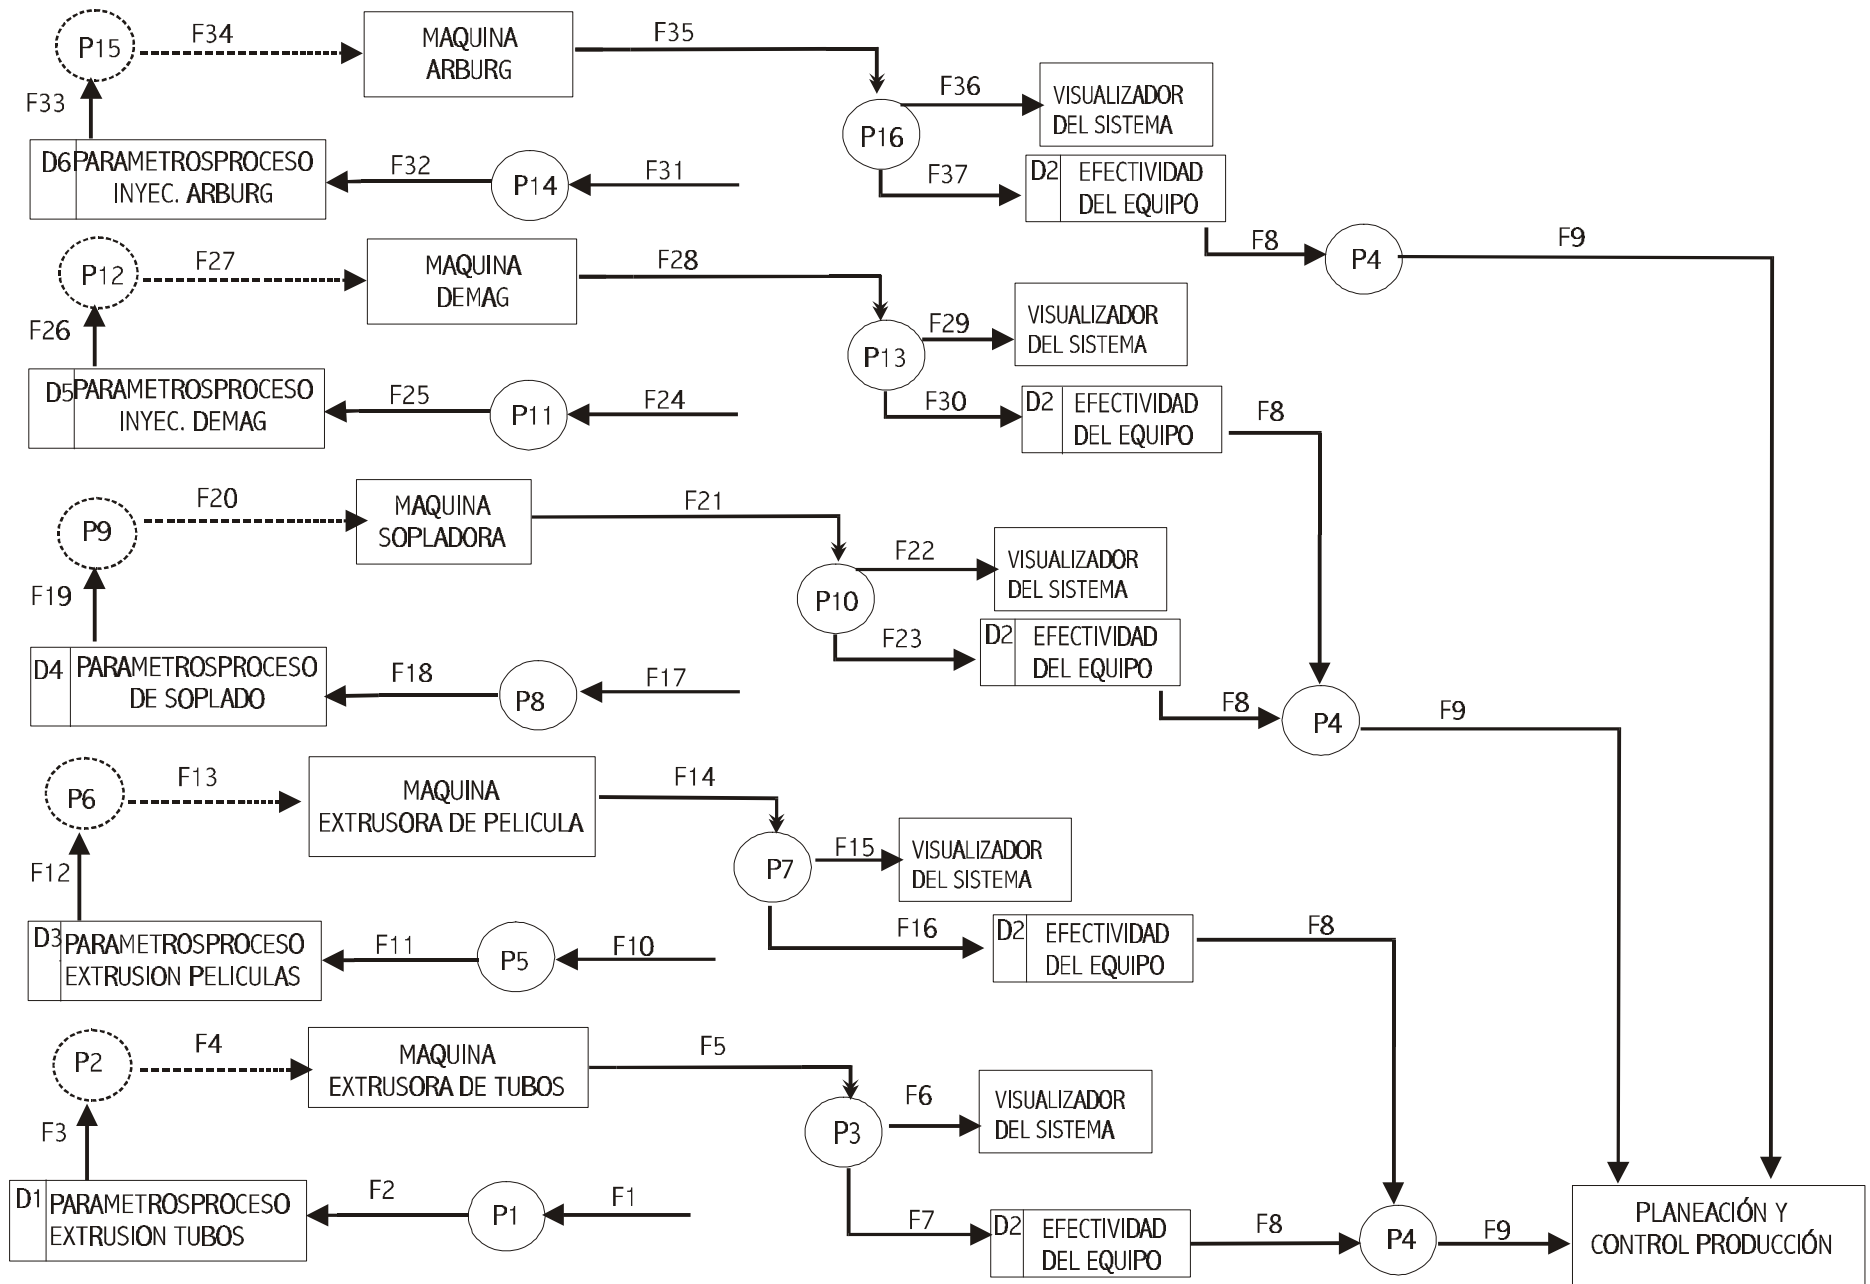 P15
F34
MAQUINA
ARBURG
F35
F33
F36
VISUALIZADOR
DEL SISTEMA
P16
D6
PARAMETROSPROCESO
INYEC. ARBURG
F32
P14
F31
F37
D2
EFECTIVIDAD
DEL EQUIPO
F8
P4
F9
P12
F27
MAQUINA
DEMAG
F28
F26
F29
VISUALIZADOR
DEL SISTEMA
P13
D5
PARAMETROSPROCESO
INYEC. DEMAG
F25
P11
F24
F30
D2
EFECTIVIDAD
DEL EQUIPO
F8
P9
F20
MAQUINA
SOPLADORA
F21
F19
F22
VISUALIZADOR
DEL SISTEMA
P10
F23
D2
EFECTIVIDAD
DEL EQUIPO
D4
PARAMETROSPROCESO
DE SOPLADO
F18
P8
F17
F8
P4
F9
P6
F13
MAQUINA
EXTRUSORA DE PELICULA
F14
F12
P7
F15
VISUALIZADOR
DEL SISTEMA
D3
PARAMETROSPROCESO
EXTRUSION PELICULAS
F11
P5
F10
F16
D2
EFECTIVIDAD
DEL EQUIPO
F8
P2
F4
MAQUINA
EXTRUSORA DE TUBOS
F5
F3
P3
F6
VISUALIZADOR
DEL SISTEMA
D1
PARAMETROSPROCESO
EXTRUSION TUBOS
F2
P1
F1
F7
D2
EFECTIVIDAD
DEL EQUIPO
F8
P4
F9
PLANEACIÓN Y
CONTROL PRODUCCIÓN